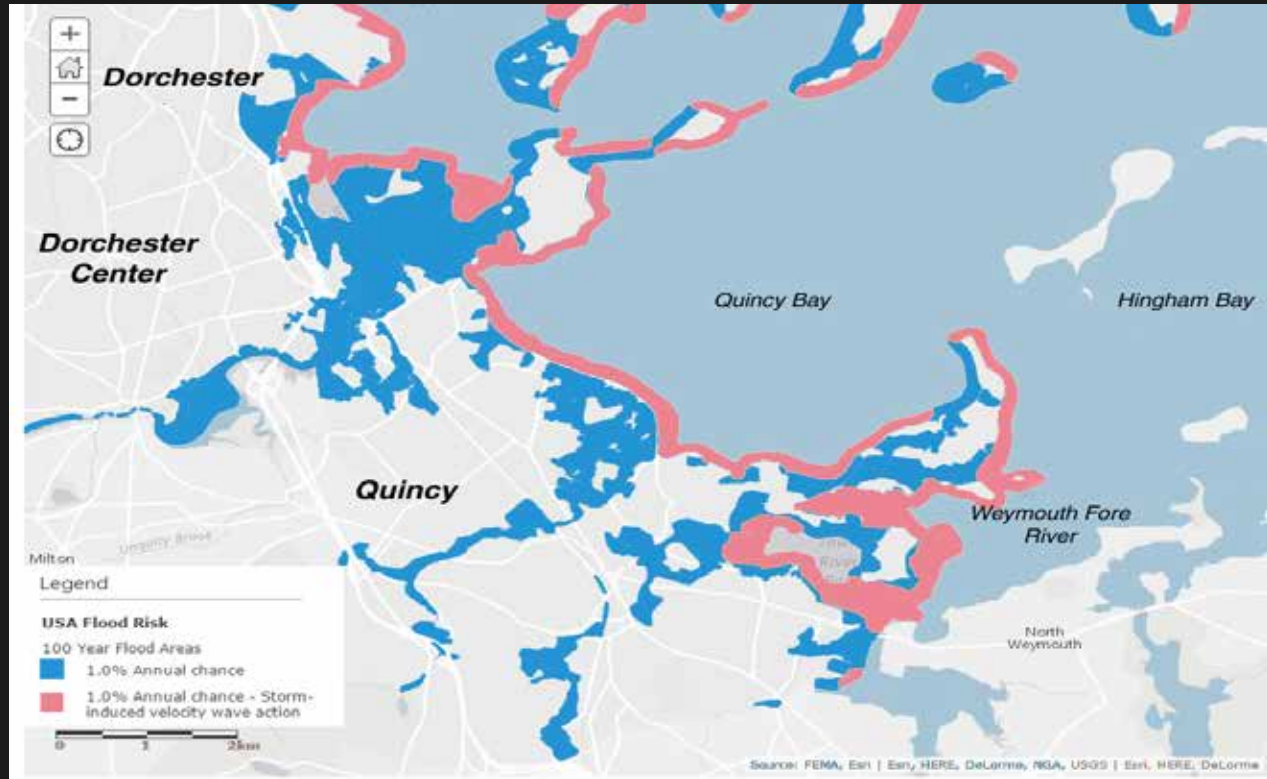 +
−
Dorchester
Dorchester
Center
Quincy Bay
Hingham Bay
Quincy
Weymouth Fore
River
River
Milton
North
Weymouth
Legend
USA Flood Risk
100 Year Flood Areas
1.0% Annual chance
1.0% Annual chance - Storm-
induced velocity wave action
0 1 2km
Source: FEMA, Esri | Esri, HERE, DeLorme, NGA, USGS | Esri, HERE, DeLorme